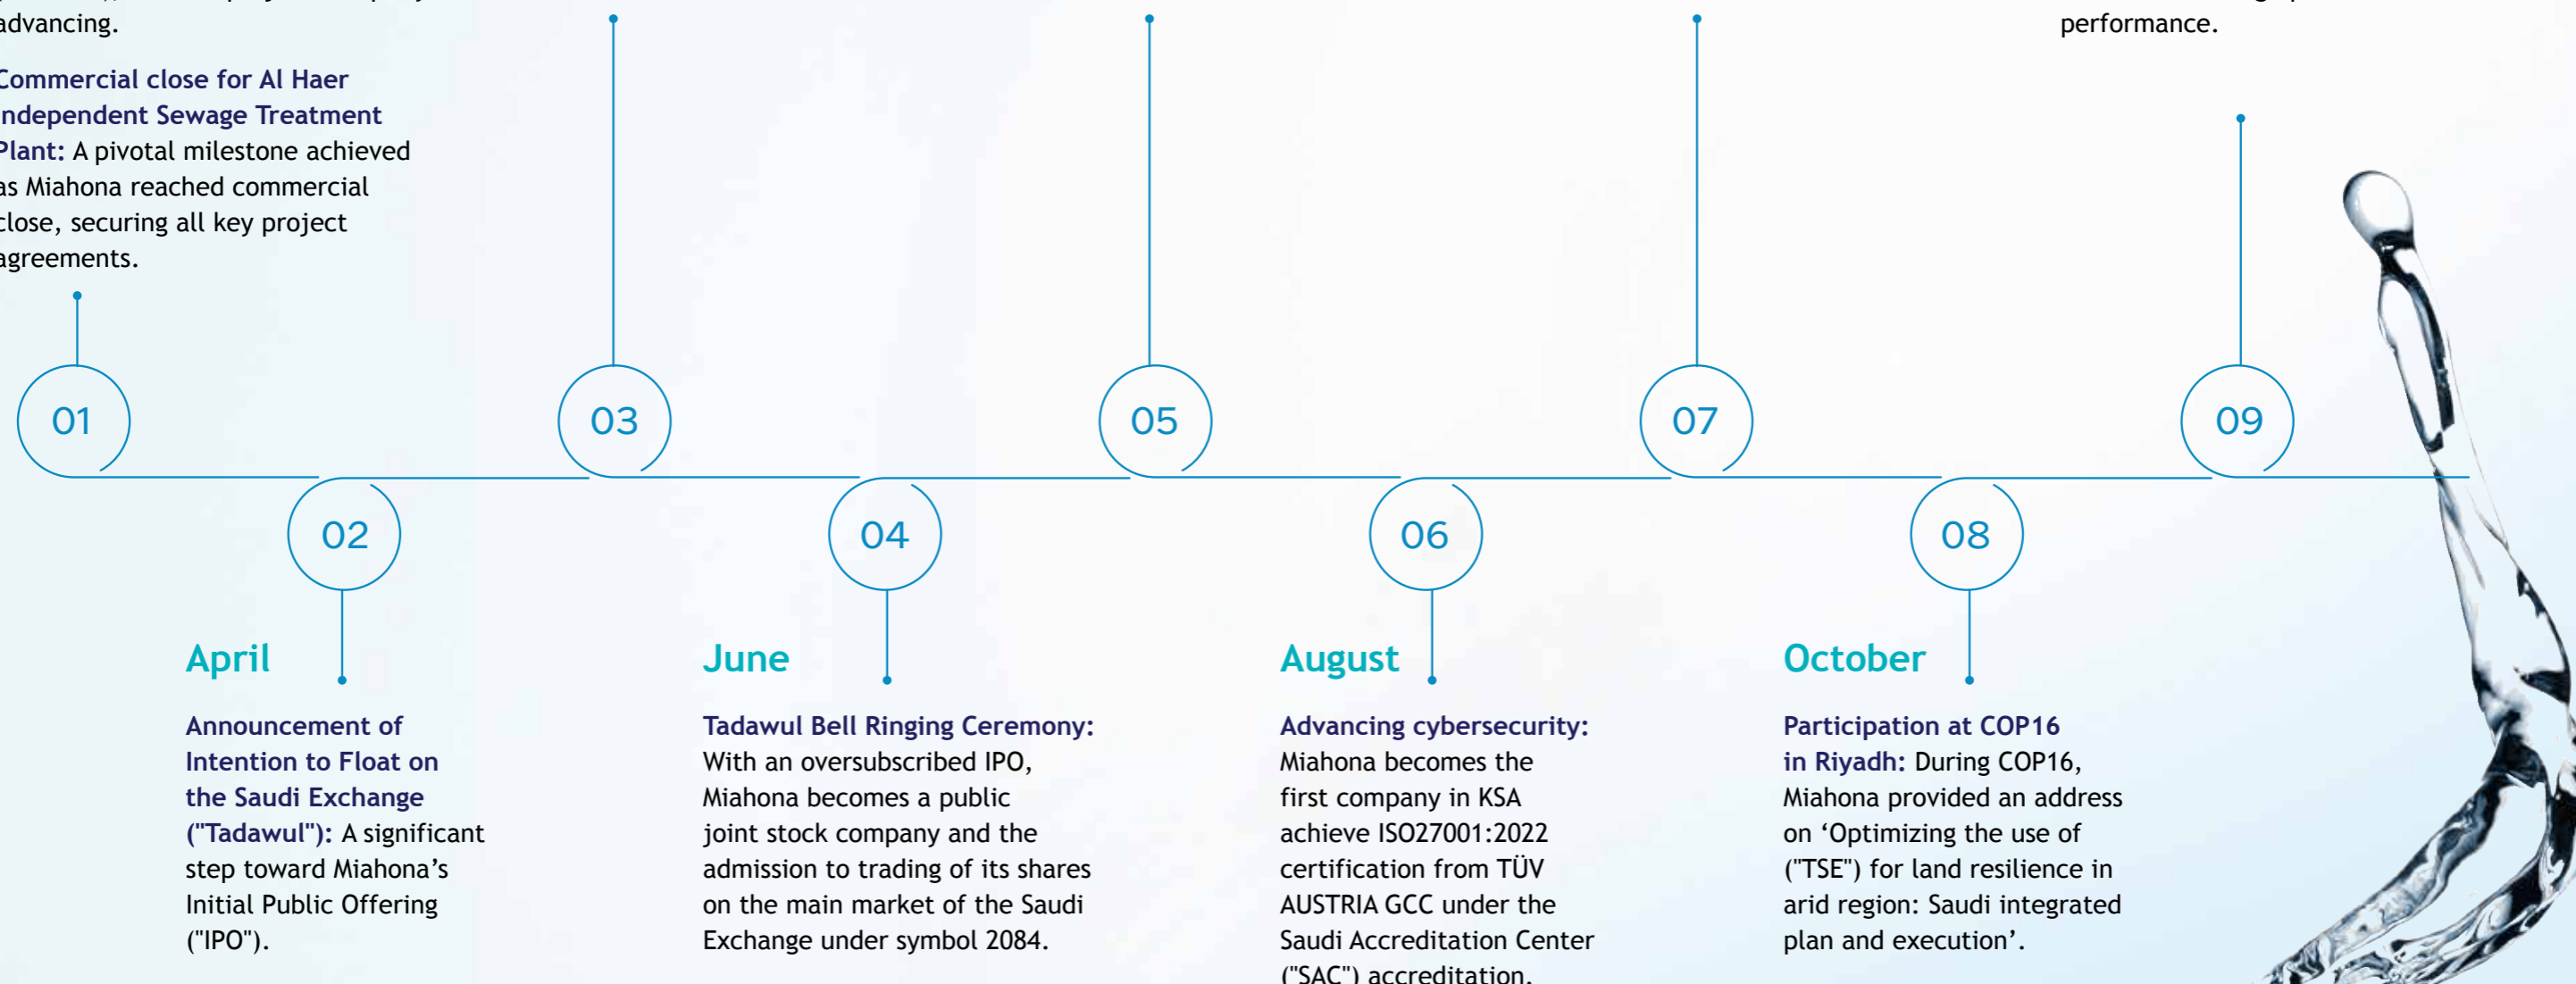 advancing.
Commercial close for Al Haer
Independent Sewage Treatment
Plant: A pivotal milestone achieved
as Miahona reached commercial
close, securing all key project
agreements.
performance.
01
03
05
07
09
02
04
06
08
April
Announcement of
Intention to Float on
the Saudi Exchange
("Tadawul"): A significant
step toward Miahona’s
Initial Public Offering
("IPO").
June
Tadawul Bell Ringing Ceremony:
With an oversubscribed IPO,
Miahona becomes a public
joint stock company and the
admission to trading of its shares
on the main market of the Saudi
Exchange under symbol 2084.
August
Advancing cybersecurity:
Miahona becomes the
first company in KSA
achieve ISO27001:2022
certification from TÜV
AUSTRIA GCC under the
Saudi Accreditation Center
("SAC") accreditation.
October
Participation at COP16
in Riyadh: During COP16,
Miahona provided an address
on ‘Optimizing the use of
("TSE") for land resilience in
arid region: Saudi integrated
plan and execution’.